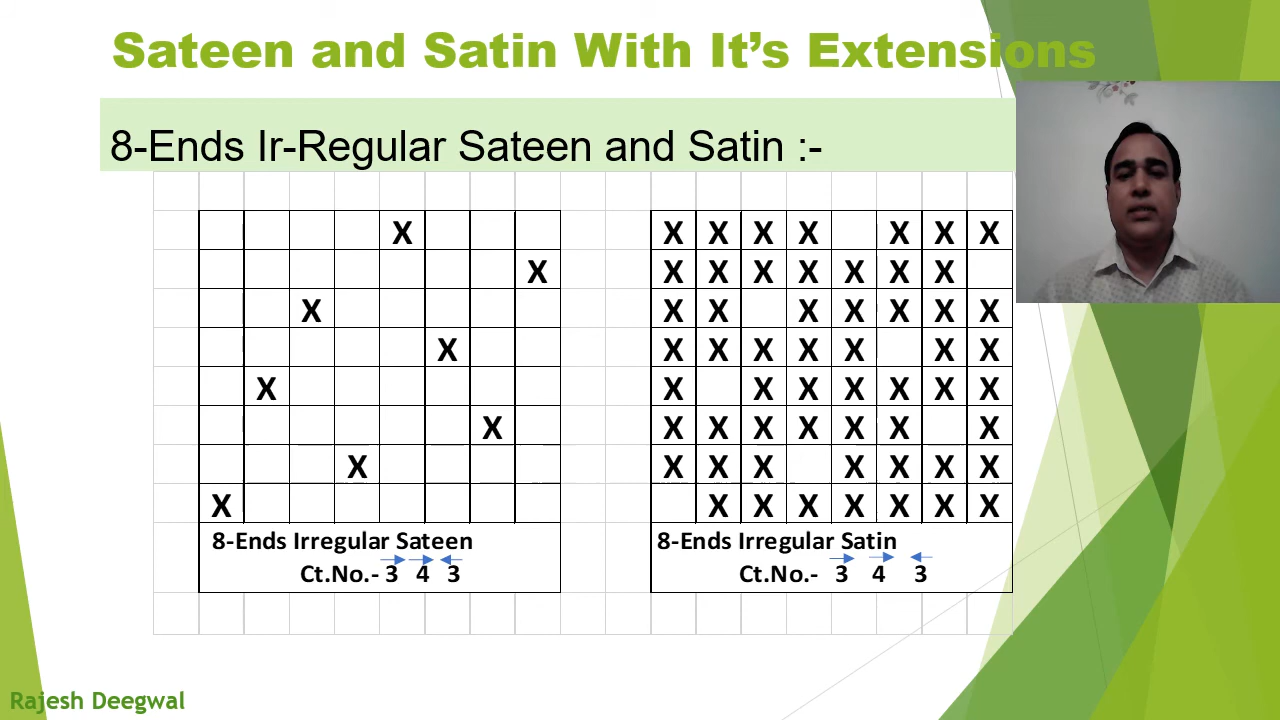 Sateen and Satin With It’s Extensions
8-Ends Ir-Regular Sateen and Satin :-
X X X X X X X X
X X X X X X X X
X X X X X X X X
X X X X X X X X
X X X X X X X X
X X X X X X X X
X X X X X X X X
X X X X X X X X
8-Ends Irregular Sateen
Ct.No.- 3 4 3
8-Ends Irregular Satin
Ct.No.- 3 4 3
Rajesh Deegwal